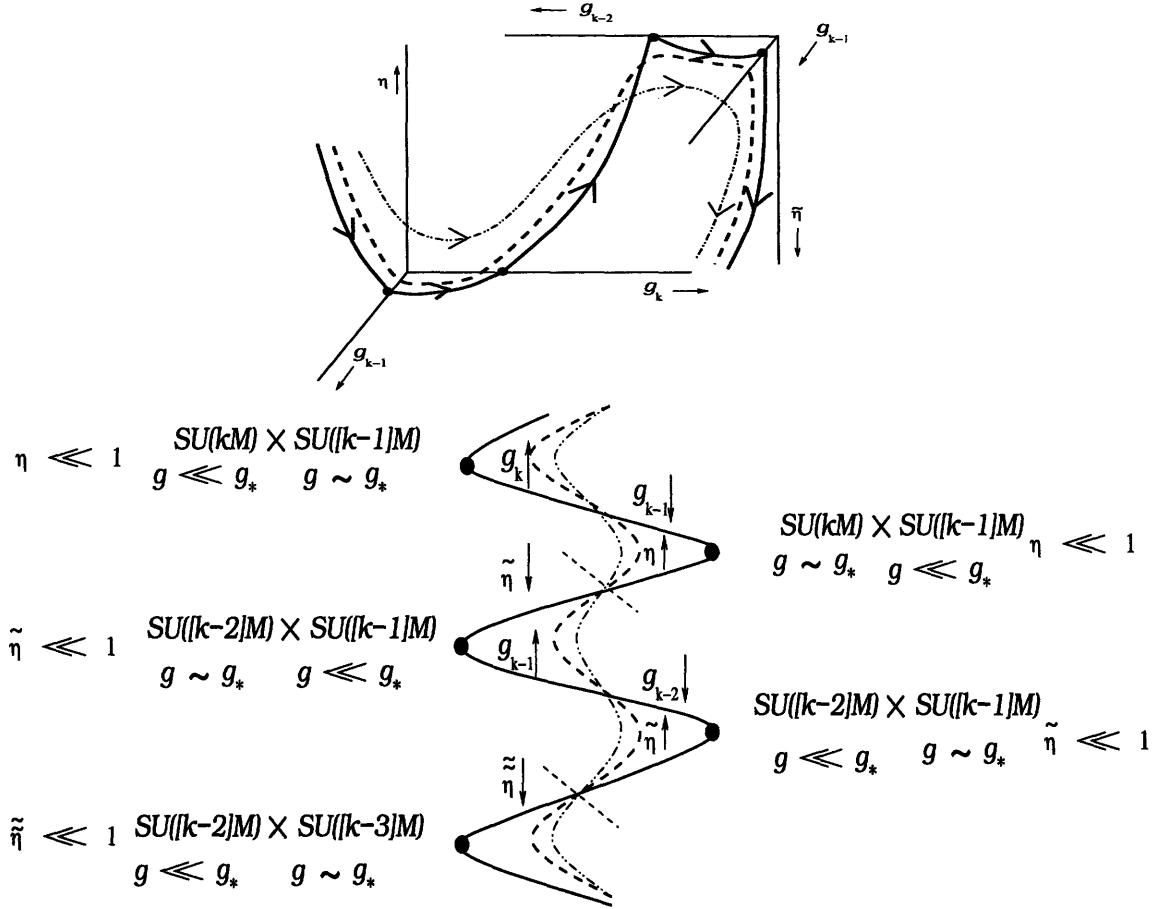 ← g_{k-2}
g_{k-1} ↙
η ↑
η̃ ↓
g_k →
g_{k-1} ↙
η ≪ 1 SU(kM) × SU([k-1]M)
g ≪ g_* g ~ g_*
g_k ↑
g_{k-1} ↓
η ↑
SU(kM) × SU([k-1]M) η ≪ 1
g ~ g_* g ≪ g_*
η̃ ↓
η̃ ≪ 1 SU([k-2]M) × SU([k-1]M)
g ~ g_* g ≪ g_*
g_{k-1} ↑
g_{k-2} ↓
η̃ ↑
SU([k-2]M) × SU([k-1]M) η̃ ≪ 1
g ≪ g_* g ~ g_*
η̃̃ ↓
η̃̃ ≪ 1 SU([k-2]M) × SU([k-3]M)
g ≪ g_* g ~ g_*